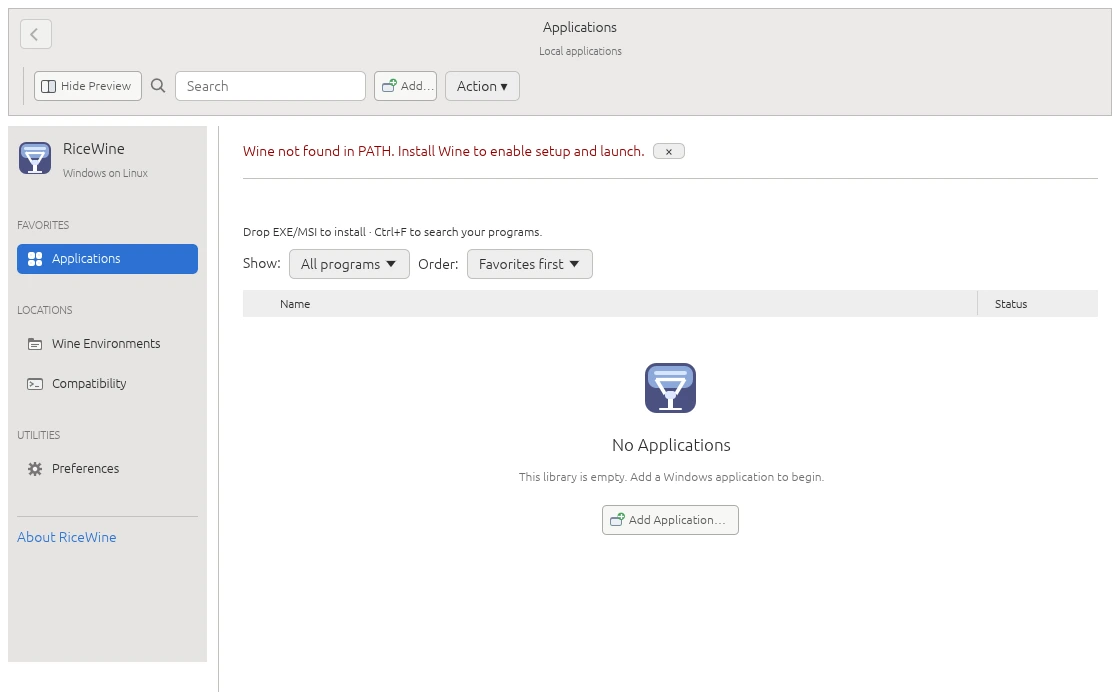 Applications
Local applications
Hide Preview
Search
Add...
Action ▾
RiceWine
Windows on Linux
FAVORITES
Applications
LOCATIONS
Wine Environments
Compatibility
UTILITIES
Preferences
About RiceWine
Wine not found in PATH. Install Wine to enable setup and launch.
×
Drop EXE/MSI to install · Ctrl+F to search your programs.
Show: All programs Order: Favorites first
Name Status
No Applications
This library is empty. Add a Windows application to begin.
Add Application...